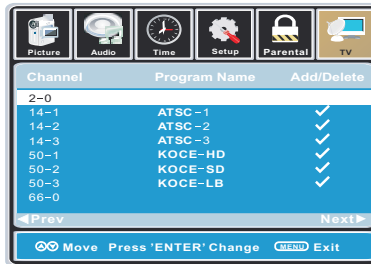 Picture Audio Time Setup Parental TV
Channel Program Name Add/Delete
2-0
14-1 ATSC-1
14-2 ATSC-2
14-3 ATSC-3
50-1 KOCE-HD
50-2 KOCE-SD
50-3 KOCE-LB
66-0
◀Prev Next▶
Move Press 'ENTER' Change MENU Exit